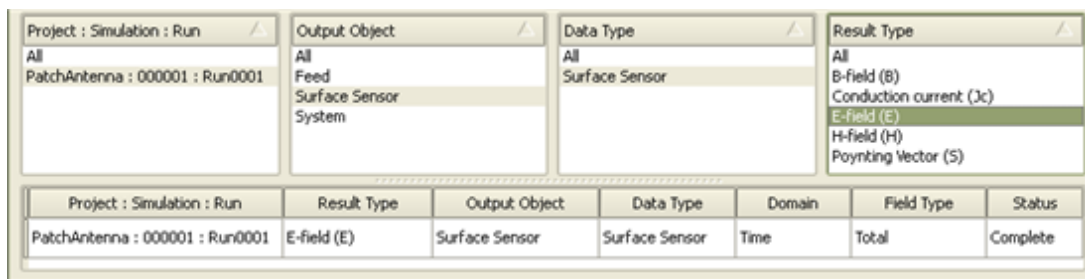 Project : Simulation : Run
All
PatchAntenna : 000001 : Run0001
Output Object
All
Feed
Surface Sensor
System
Data Type
All
Surface Sensor
Result Type
All
B-field (B)
Conduction current (Jc)
E-field (E)
H-field (H)
Poynting Vector (S)
Project : Simulation : Run Result Type Output Object Data Type Domain Field Type Status
PatchAntenna : 000001 : Run0001 E-field (E) Surface Sensor Surface Sensor Time Total Complete